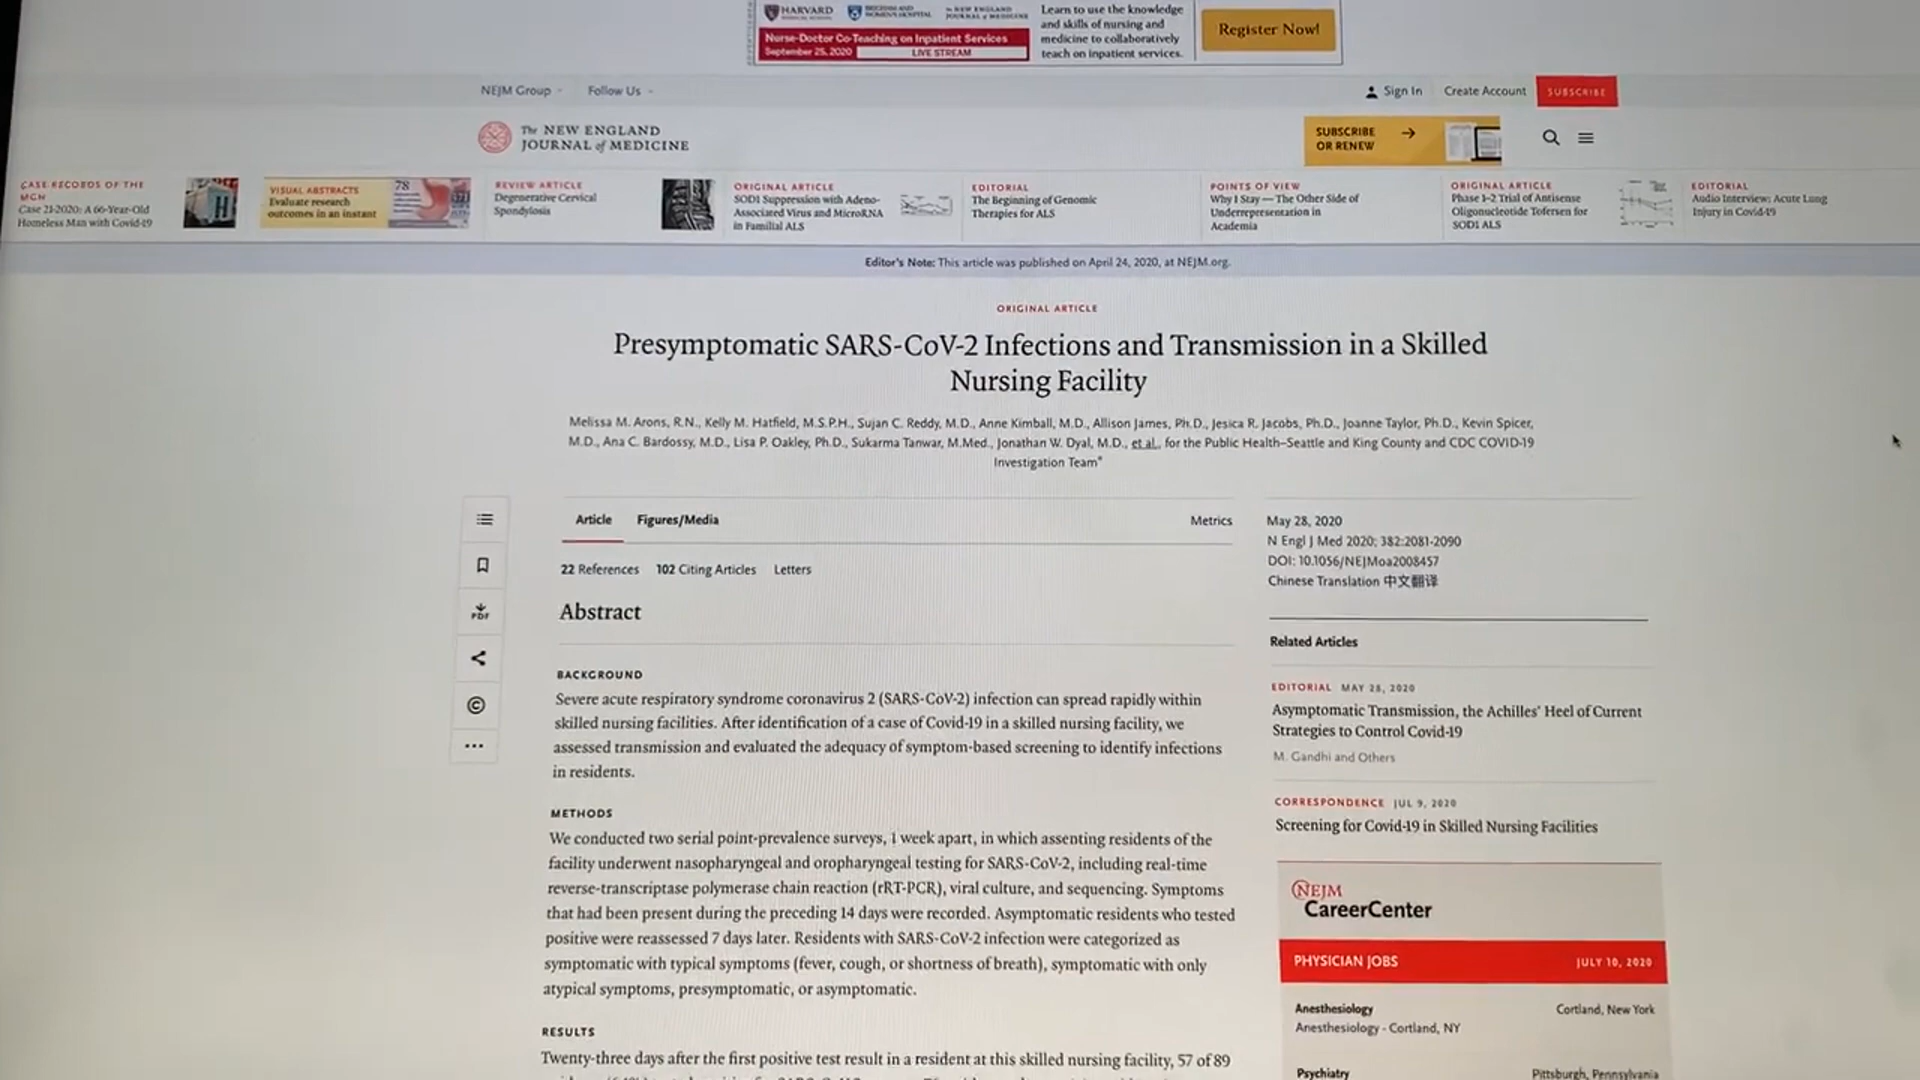 HARVARD
Nurse-Doctor Co-Teaching on Inpatient Services
September 25, 2020
LIVE STREAM
Learn to use the knowledge
and skills of nursing and
medicine to collaboratively
teach on inpatient services.
Register Now!
NEJM Group
Follow Us
Sign In
Create Account
SUBSCRIBE
The NEW ENGLAND
JOURNAL of MEDICINE
SUBSCRIBE
OR RENEW
CASE RECORDS OF THE
MGH
Case 21-2020: A 66-Year-Old
Homeless Man with Covid-19
VISUAL ABSTRACTS
Evaluate research
outcomes in an instant
78
REVIEW ARTICLE
Degenerative Cervical
Spondylosis
ORIGINAL ARTICLE
SOD1 Suppression with Adeno-
Associated Virus and MicroRNA
in Familial ALS
EDITORIAL
The Beginning of Genomic
Therapies for ALS
POINTS OF VIEW
Why I Stay — The Other Side of
Underrepresentation in
Academia
ORIGINAL ARTICLE
Phase 1–2 Trial of Antisense
Oligonucleotide Tofersen for
SOD1 ALS
EDITORIAL
Audio Interview: Acute Lung
Injury in Covid-19
Editor's Note: This article was published on April 24, 2020, at NEJM.org.
ORIGINAL ARTICLE
Presymptomatic SARS-CoV-2 Infections and Transmission in a Skilled
Nursing Facility
Melissa M. Arons, R.N., Kelly M. Hatfield, M.S.P.H., Sujan C. Reddy, M.D., Anne Kimball, M.D., Allison James, Ph.D., Jesica R. Jacobs, Ph.D., Joanne Taylor, Ph.D., Kevin Spicer,
M.D., Ana C. Bardossy, M.D., Lisa P. Oakley, Ph.D., Sukarma Tanwar, M.Med., Jonathan W. Dyal, M.D., et al., for the Public Health–Seattle and King County and CDC COVID-19
Investigation Team*
Article
Figures/Media
Metrics
22 References
102 Citing Articles
Letters
Abstract
BACKGROUND
Severe acute respiratory syndrome coronavirus 2 (SARS-CoV-2) infection can spread rapidly within
skilled nursing facilities. After identification of a case of Covid-19 in a skilled nursing facility, we
assessed transmission and evaluated the adequacy of symptom-based screening to identify infections
in residents.
METHODS
We conducted two serial point-prevalence surveys, 1 week apart, in which assenting residents of the
facility underwent nasopharyngeal and oropharyngeal testing for SARS-CoV-2, including real-time
reverse-transcriptase polymerase chain reaction (rRT-PCR), viral culture, and sequencing. Symptoms
that had been present during the preceding 14 days were recorded. Asymptomatic residents who tested
positive were reassessed 7 days later. Residents with SARS-CoV-2 infection were categorized as
symptomatic with typical symptoms (fever, cough, or shortness of breath), symptomatic with only
atypical symptoms, presymptomatic, or asymptomatic.
RESULTS
Twenty-three days after the first positive test result in a resident at this skilled nursing facility, 57 of 89
PDF
May 28, 2020
N Engl J Med 2020; 382:2081-2090
DOI: 10.1056/NEJMoa2008457
Chinese Translation 中文翻译
Related Articles
EDITORIAL MAY 28, 2020
Asymptomatic Transmission, the Achilles' Heel of Current
Strategies to Control Covid-19
M. Gandhi and Others
CORRESPONDENCE JUL 9, 2020
Screening for Covid-19 in Skilled Nursing Facilities
NEJM
CareerCenter
PHYSICIAN JOBS
JULY 10, 2020
Anesthesiology
Cortland, New York
Anesthesiology - Cortland, NY
Psychiatry
Pittsburgh, Pennsylvania